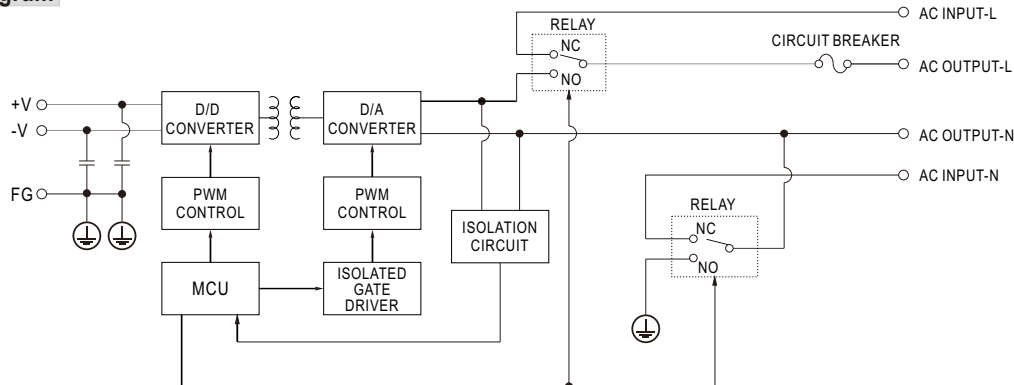 gram
AC INPUT-L
RELAY
NC
NO
CIRCUIT BREAKER
AC OUTPUT-L
+V
-V
FG
D/D
CONVERTER
D/A
CONVERTER
AC OUTPUT-N
AC INPUT-N
PWM
CONTROL
PWM
CONTROL
ISOLATION
CIRCUIT
RELAY
NC
NO
MCU
ISOLATED
GATE
DRIVER